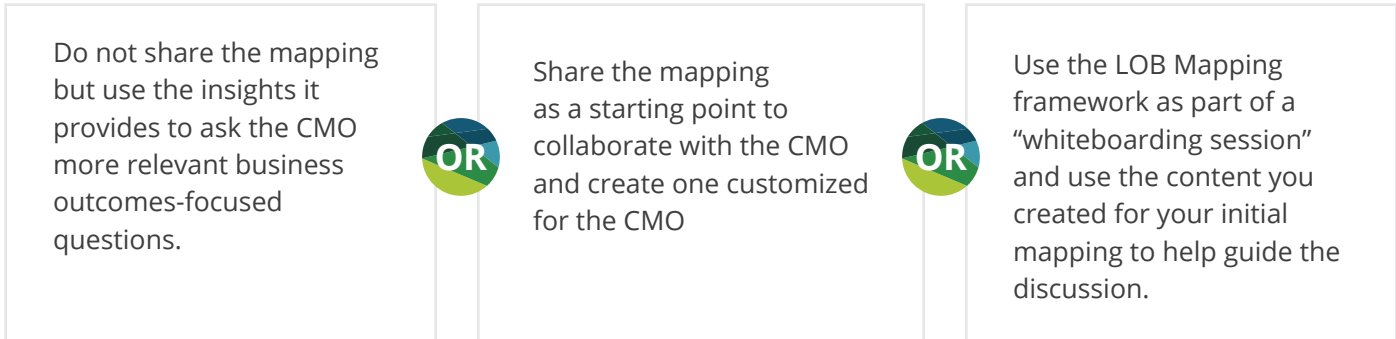 Do not share the mapping
but use the insights it
provides to ask the CMO
more relevant business
outcomes-focused
questions.
OR
Share the mapping
as a starting point to
collaborate with the CMO
and create one customized
for the CMO
OR
Use the LOB Mapping
framework as part of a
“whiteboarding session”
and use the content you
created for your initial
mapping to help guide the
discussion.